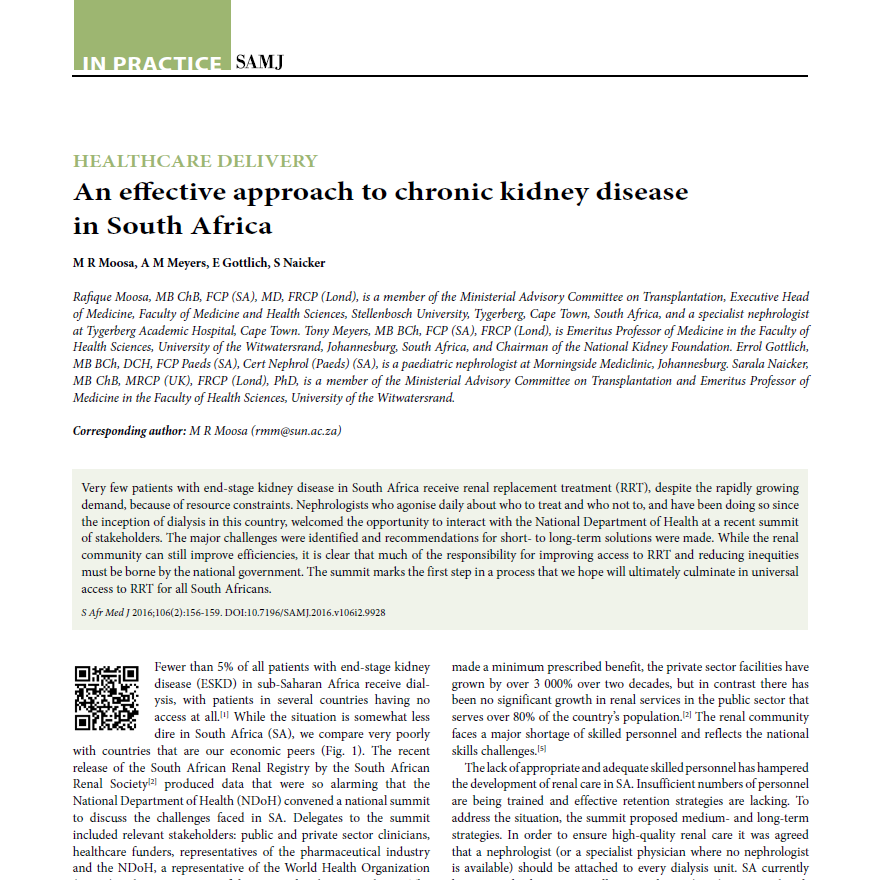 IN PRACTICE SAMJ
HEALTHCARE DELIVERY
An effective approach to chronic kidney disease
in South Africa
M R Moosa, A M Meyers, E Gottlich, S Naicker
Rafique Moosa, MB ChB, FCP (SA), MD, FRCP (Lond), is a member of the Ministerial Advisory Committee on Transplantation, Executive Head
of Medicine, Faculty of Medicine and Health Sciences, Stellenbosch University, Tygerberg, Cape Town, South Africa, and a specialist nephrologist
at Tygerberg Academic Hospital, Cape Town. Tony Meyers, MB BCh, FCP (SA), FRCP (Lond), is Emeritus Professor of Medicine in the Faculty of
Health Sciences, University of the Witwatersrand, Johannesburg, South Africa, and Chairman of the National Kidney Foundation. Errol Gottlich,
MB BCh, DCH, FCP Paeds (SA), Cert Nephrol (Paeds) (SA), is a paediatric nephrologist at Morningside Mediclinic, Johannesburg. Sarala Naicker,
MB ChB, MRCP (UK), FRCP (Lond), PhD, is a member of the Ministerial Advisory Committee on Transplantation and Emeritus Professor of
Medicine in the Faculty of Health Sciences, University of the Witwatersrand.
Corresponding author: M R Moosa (rmm@sun.ac.za)
Very few patients with end-stage kidney disease in South Africa receive renal replacement treatment (RRT), despite the rapidly growing
demand, because of resource constraints. Nephrologists who agonise daily about who to treat and who not to, and have been doing so since
the inception of dialysis in this country, welcomed the opportunity to interact with the National Department of Health at a recent summit
of stakeholders. The major challenges were identified and recommendations for short- to long-term solutions were made. While the renal
community can still improve efficiencies, it is clear that much of the responsibility for improving access to RRT and reducing inequities
must be borne by the national government. The summit marks the first step in a process that we hope will ultimately culminate in universal
access to RRT for all South Africans.
S Afr Med J 2016;106(2):156-159. DOI:10.7196/SAMJ.2016.v106i2.9928
Fewer than 5% of all patients with end-stage kidney
disease (ESKD) in sub-Saharan Africa receive dial-
ysis, with patients in several countries having no
access at all.[1] While the situation is somewhat less
dire in South Africa (SA), we compare very poorly
with countries that are our economic peers (Fig. 1). The recent
release of the South African Renal Registry by the South African
Renal Society[2] produced data that were so alarming that the
National Department of Health (NDoH) convened a national summit
to discuss the challenges faced in SA. Delegates to the summit
included relevant stakeholders: public and private sector clinicians,
healthcare funders, representatives of the pharmaceutical industry
and the NDoH, a representative of the World Health Organization
made a minimum prescribed benefit, the private sector facilities have
grown by over 3 000% over two decades, but in contrast there has
been no significant growth in renal services in the public sector that
serves over 80% of the country's population.[2] The renal community
faces a major shortage of skilled personnel and reflects the national
skills challenges.[5]
The lack of appropriate and adequate skilled personnel has hampered
the development of renal care in SA. Insufficient numbers of personnel
are being trained and effective retention strategies are lacking. To
address the situation, the summit proposed medium- and long-term
strategies. In order to ensure high-quality renal care it was agreed
that a nephrologist (or a specialist physician where no nephrologist
is available) should be attached to every dialysis unit. SA currently